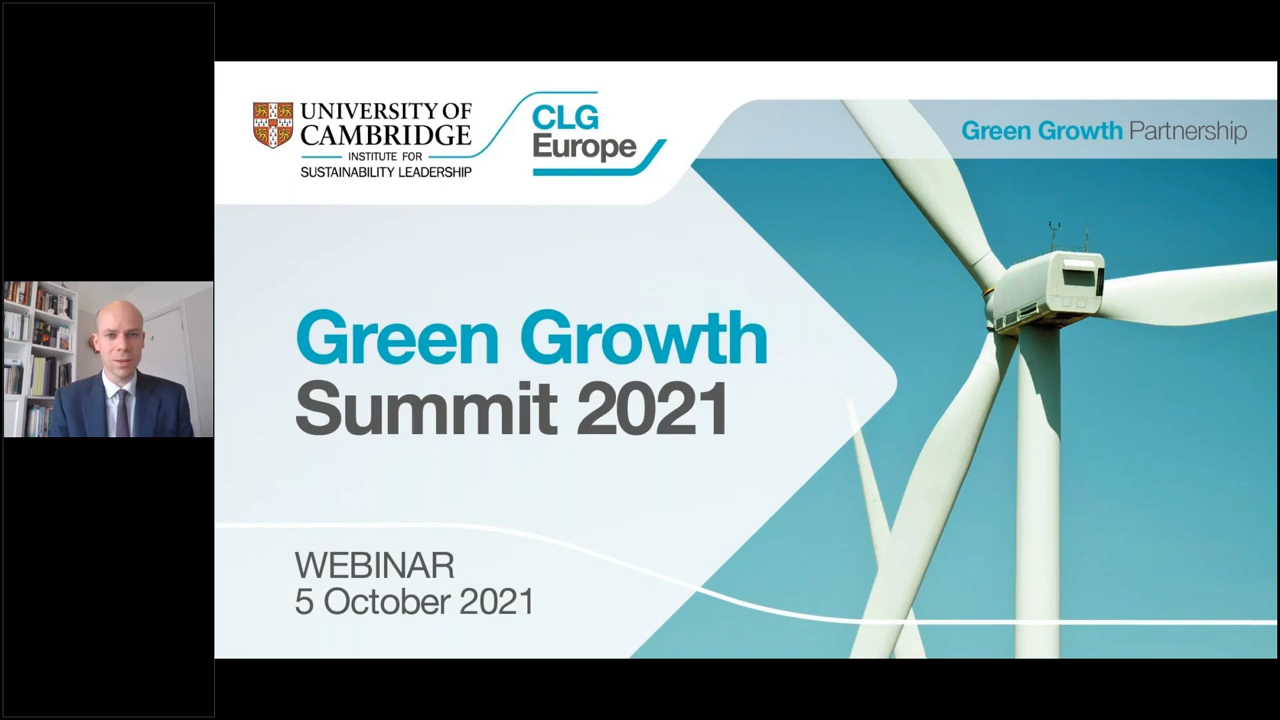 UNIVERSITY OF
CAMBRIDGE
INSTITUTE FOR
SUSTAINABILITY LEADERSHIP
CLG
Europe
Green Growth Partnership
Green Growth
Summit 2021
WEBINAR
5 October 2021